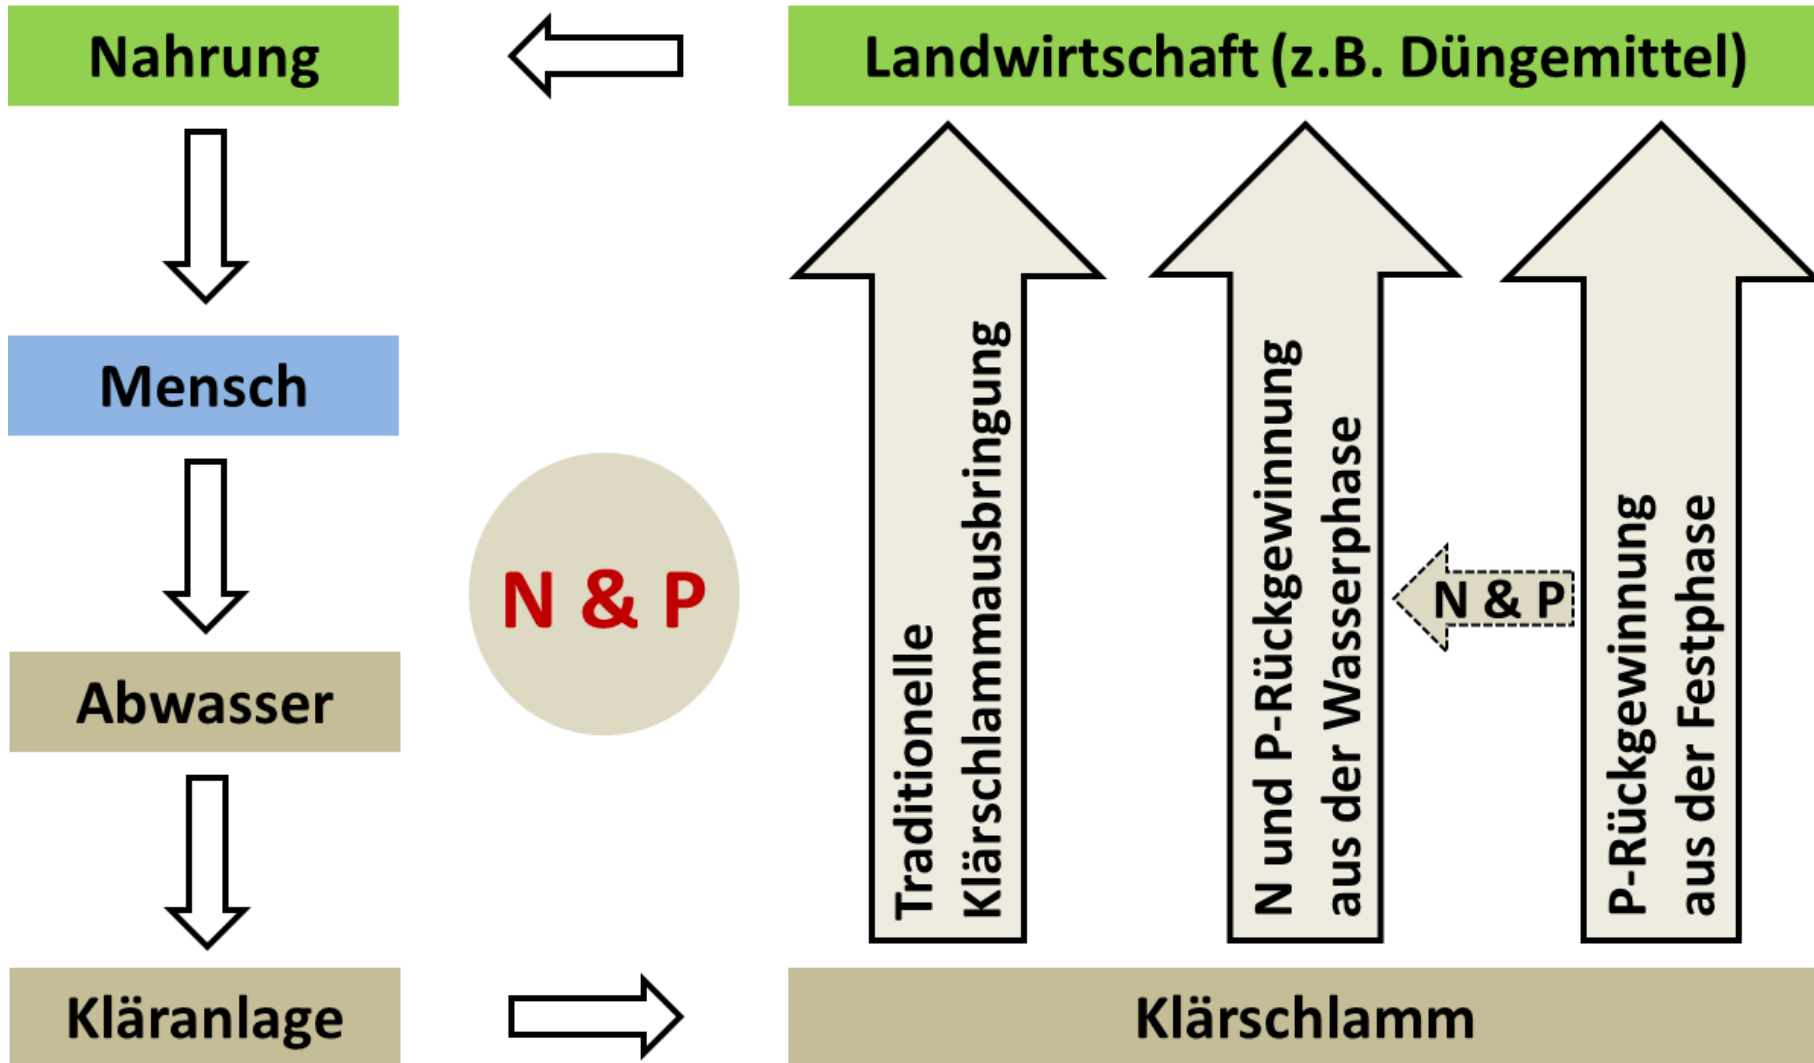 Nahrung
Landwirtschaft (z.B. Düngemittel)
Mensch
Abwasser
Kläranlage
N & P
Traditionelle
Klärschlammausbringung
N und P-Rückgewinnung
aus der Wasserphase
N & P
P-Rückgewinnung
aus der Festphase
Klärschlamm